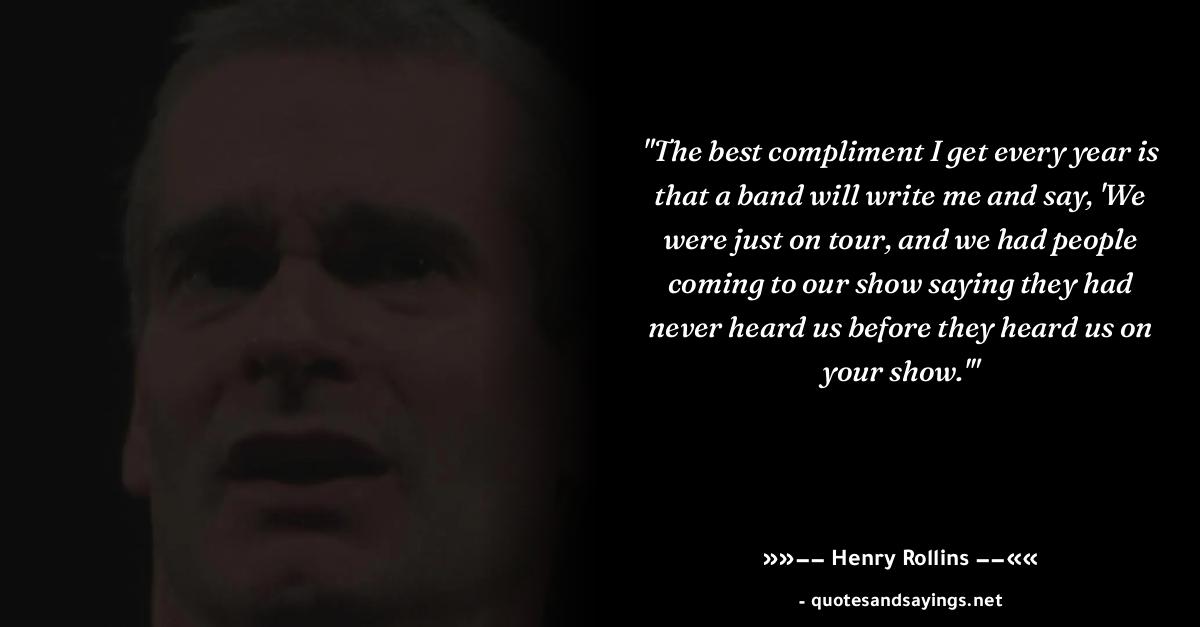 "The best compliment I get every year is
that a band will write me and say, 'We
were just on tour, and we had people
coming to our show saying they had
never heard us before they heard us on
your show.'"
»»−− Henry Rollins −−««
- quotesandsayings.net